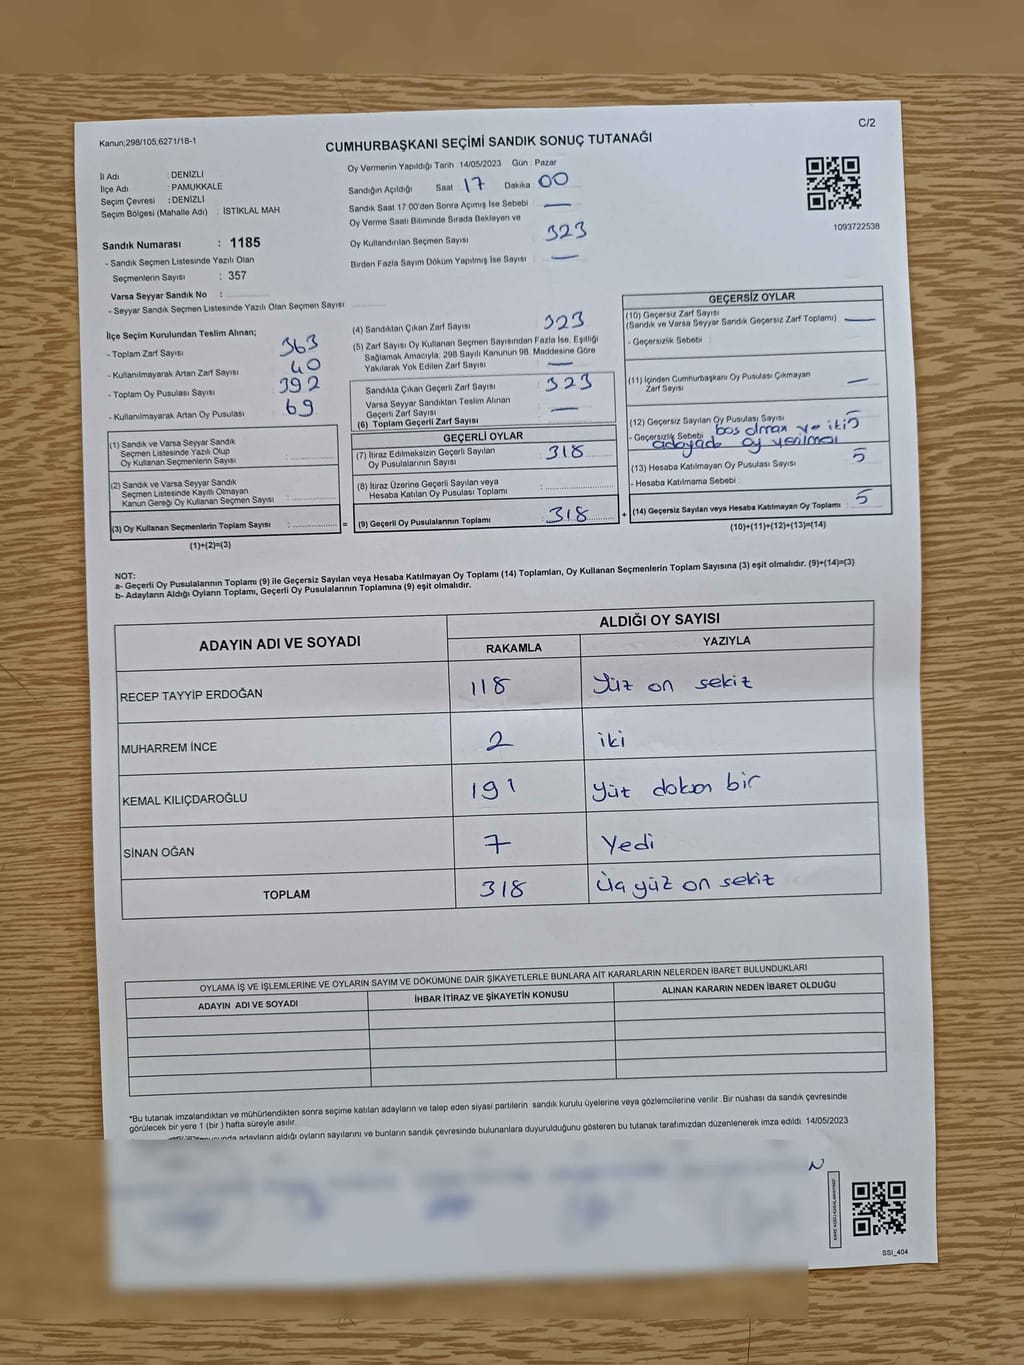 Kanun;298/105,6271/18-1
C/2
CUMHURBAŞKANI SEÇİMİ SANDIK SONUÇ TUTANAĞI
İl Adı : DENİZLİ
İlçe Adı : PAMUKKALE
Seçim Çevresi : DENİZLİ
Seçim Bölgesi (Mahalle Adı) : İSTİKLAL MAH
Sandık Numarası : 1185
- Sandık Seçmen Listesinde Yazılı Olan
Seçmenlerin Sayısı : 357
Varsa Seyyar Sandık No :
- Seyyar Sandık Seçmen Listesinde Yazılı Olan Seçmen Sayısı :
Oy Vermenin Yapıldığı Tarih : 14/05/2023 Gün : Pazar
Sandığın Açıldığı Saat 17 Dakika 00
Sandık Saat 17:00'den Sonra Açımış İse Sebebi : —
Oy Verme Saati Bitiminde Sırada Bekleyen ve
Oy Kullandırılan Seçmen Sayısı 323
Birden Fazla Sayım Döküm Yapılmış İse Sayısı : —
1093722538
İlçe Seçim Kurulundan Teslim Alınan;
- Toplam Zarf Sayısı 363
- Kullanılmayarak Artan Zarf Sayısı 40
- Toplam Oy Pusulası Sayısı 392
- Kullanılmayarak Artan Oy Pusulası 69
(1) Sandık ve Varsa Seyyar Sandık
Seçmen Listesinde Yazılı Olup
Oy Kullanan Seçmenlerin Sayısı :
(2) Sandık ve Varsa Seyyar Sandık
Seçmen Listesinde Kayıtlı Olmayan
Kanun Gereği Oy Kullanan Seçmen Sayısı :
(3) Oy Kullanan Seçmenlerin Toplam Sayısı : =
(1)+(2)=(3)
(4) Sandıktan Çıkan Zarf Sayısı 323
(5) Zarf Sayısı Oy Kullanan Seçmen Sayısından Fazla İse, Eşitliği
Sağlamak Amacıyla, 298 Sayılı Kanunun 98. Maddesine Göre
Yakılarak Yok Edilen Zarf Sayısı : —
Sandıkta Çıkan Geçerli Zarf Sayısı : 323
Varsa Seyyar Sandıktan Teslim Alınan
Geçerli Zarf Sayısı : —
(6) Toplam Geçerli Zarf Sayısı :
GEÇERLİ OYLAR
(7) İtiraz Edilmeksizin Geçerli Sayılan
Oy Pusulalarının Sayısı : 318
(8) İtiraz Üzerine Geçerli Sayılan veya
Hesaba Katılan Oy Pusulası Toplamı :
(9) Geçerli Oy Pusulalarının Toplamı : 318 +
GEÇERSİZ OYLAR
(10) Geçersiz Zarf Sayısı
(Sandık ve Varsa Seyyar Sandık Geçersiz Zarf Toplamı) : —
- Geçersizlik Sebebi :
(11) İçinden Cumhurbaşkanı Oy Pusulası Çıkmayan
Zarf Sayısı : —
(12) Geçersiz Sayılan Oy Pusulası Sayısı : 5
- Geçersizlik Sebebi boş olman ve iki
adayada oy verilmesi
(13) Hesaba Katılmayan Oy Pusulası Sayısı : 5
- Hesaba Katılmama Sebebi :
(14) Geçersiz Sayılan veya Hesaba Katılmayan Oy Toplamı : 5
(10)+(11)+(12)+(13)=(14)
NOT:
a- Geçerli Oy Pusulalarının Toplamı (9) ile Geçersiz Sayılan veya Hesaba Katılmayan Oy Toplamı (14) Toplamları, Oy Kullanan Seçmenlerin Toplam Sayısına (3) eşit olmalıdır. (9)+(14)=(3)
b- Adayların Aldığı Oyların Toplamı, Geçerli Oy Pusulalarının Toplamına (9) eşit olmalıdır.
ADAYIN ADI VE SOYADI
ALDIĞI OY SAYISI
RAKAMLA YAZIYLA
RECEP TAYYİP ERDOĞAN 118 Yüz on sekiz
MUHARREM İNCE 2 iki
KEMAL KILIÇDAROĞLU 191 Yüz doksan bir
SİNAN OĞAN 7 Yedi
TOPLAM 318 Üç yüz on sekiz
OYLAMA İŞ VE İŞLEMLERİNE VE OYLARIN SAYIM VE DÖKÜMÜNE DAİR ŞİKAYETLERLE BUNLARA AİT KARARLARIN NELERDEN İBARET BULUNDUKLARI
ADAYIN ADI VE SOYADI İHBAR İTİRAZ VE ŞİKAYETİN KONUSU ALINAN KARARIN NEDEN İBARET OLDUĞU
*Bu tutanak imzalandıktan ve mühürlendikten sonra seçime katılan adayların ve talep eden siyasi partilerin sandık kurulu üyelerine veya gözlemcilerine verilir. Bir nüshası da sandık çevresinde
görülecek bir yere 1 (bir ) hafta süreyle asılır.
adayların aldığı oyların sayılarını ve bunların sandık çevresinde bulunanlara duyurulduğunu gösteren bu tutanak tarafımızdan düzenlenerek imza edildi. 14/05/2023
SSI_404